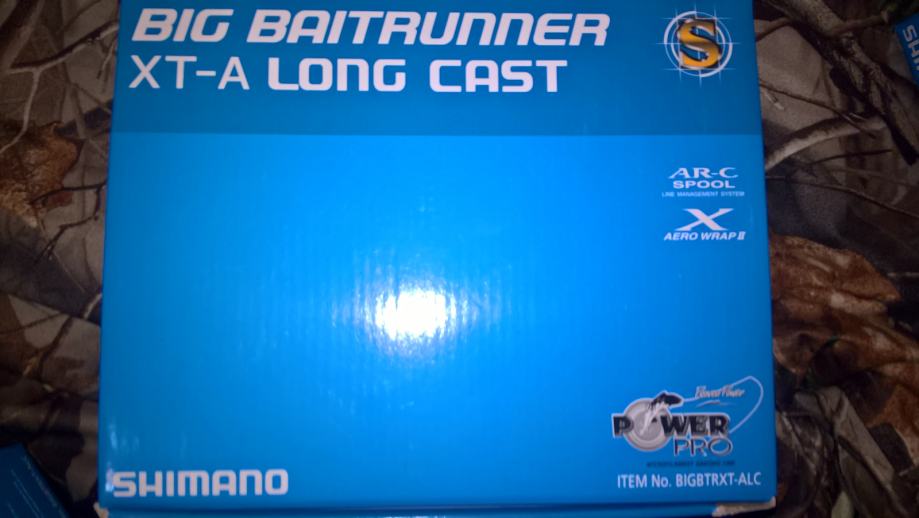 BIG BAITRUNNER
XT-A LONG CAST
S
AR-C
SPOOL
LINE MANAGEMENT SYSTEM
X
AERO WRAP II
POWER
PRO
SHIMANO
ITEM No. BIGBTRXT-ALC